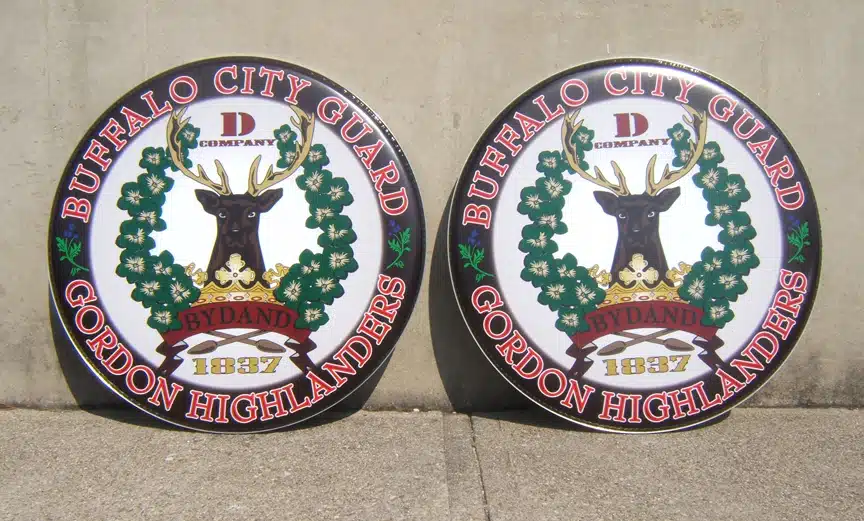 BUFFALO CITY GUARD
D
COMPANY
BYDAND
1837
GORDON HIGHLANDERS
BUFFALO CITY GUARD
D
COMPANY
BYDAND
1837
GORDON HIGHLANDERS